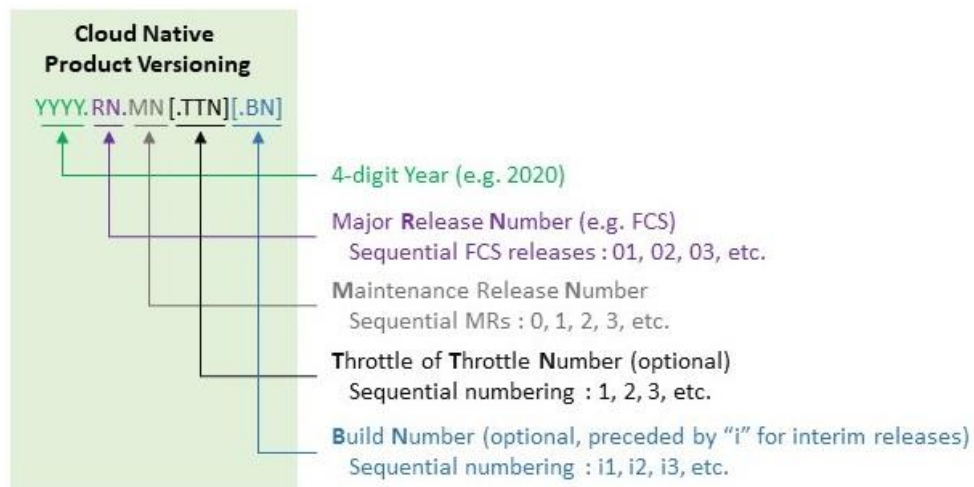 Cloud Native
Product Versioning
YYYY.RN.MN[.TTN][.BN]
4-digit Year (e.g. 2020)
Major Release Number (e.g. FCS)
Sequential FCS releases : 01, 02, 03, etc.
Maintenance Release Number
Sequential MRs : 0, 1, 2, 3, etc.
Throttle of Throttle Number (optional)
Sequential numbering : 1, 2, 3, etc.
Build Number (optional, preceded by “i” for interim releases)
Sequential numbering : i1, i2, i3, etc.